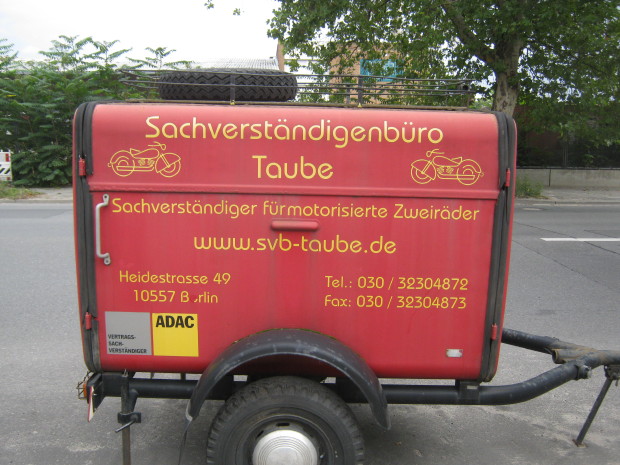 Sachverständigenbüro
Taube
Sachverständiger fürmotorisierte Zweiräder
www.svb-taube.de
Heidestrasse 49
10557 B rlin
Tel.: 030 / 32304872
Fax: 030 / 32304873
VERTRAGS-
SACH-
VERSTÄNDIGER
ADAC